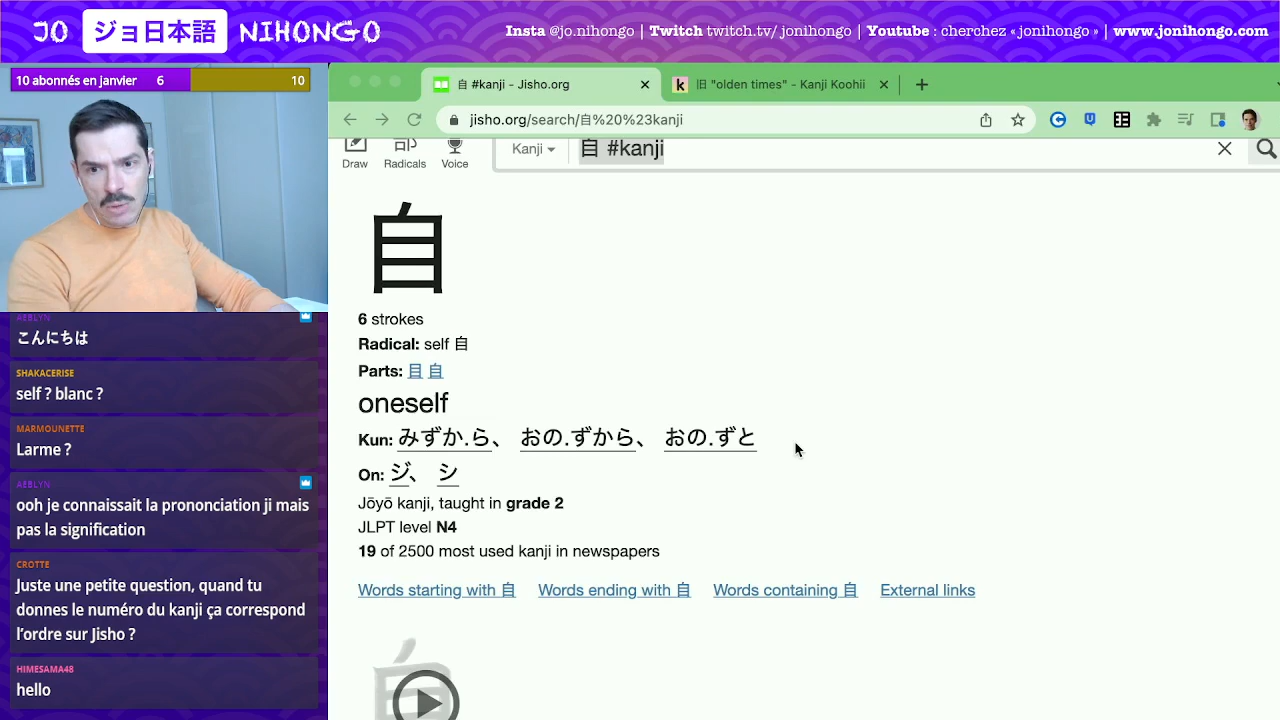 JO ジョ日本語 NIHONGO
Insta @jo.nihongo | Twitch twitch.tv/ jonihongo | Youtube : cherchez « jonihongo » | www.jonihongo.com
10 abonnés en janvier 6 10
自 #kanji – Jisho.org
k 旧 "olden times" - Kanji Koohii
jisho.org/search/自%20%23kanji
Draw Radicals Voice
Kanji
自 #kanji
自
6 strokes
Radical: self 自
Parts: 目 自
oneself
Kun: みずか.ら、 おの.ずから、 おの.ずと
On: ジ、 シ
Jōyō kanji, taught in grade 2
JLPT level N4
19 of 2500 most used kanji in newspapers
Words starting with 自 Words ending with 自 Words containing 自 External links
自
AEBLYN
こんにちは
SHAKACERISE
self ? blanc ?
MARMOUNETTE
Larme ?
AEBLYN
ooh je connaissait la prononciation ji mais
pas la signification
CROTTE
Juste une petite question, quand tu
donnes le numéro du kanji ça correspond
l'ordre sur Jisho ?
HIMESAMA48
hello